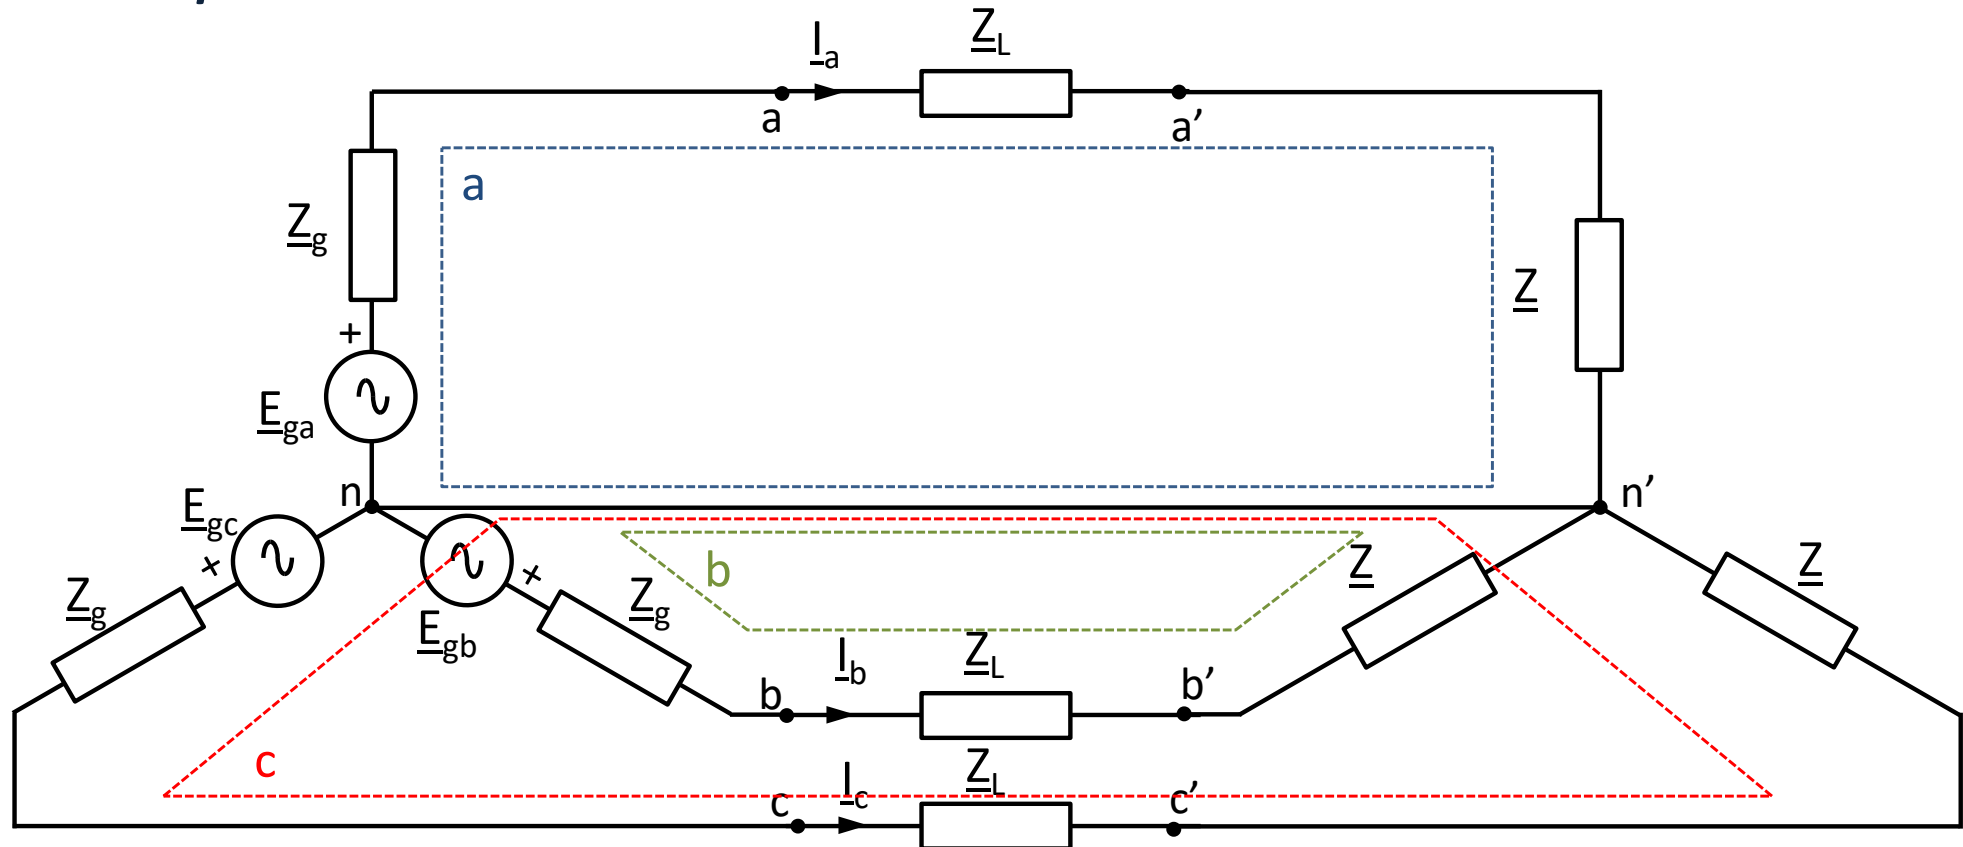 I_a
Z_L
a
a′
a
Z_g
Z
+
E_ga
n
n′
E_gc
+
Z_g
E_gb
+
Z_g
b
Z
Z
I_b
Z_L
b
b′
c
I_c
Z_L
c
c′